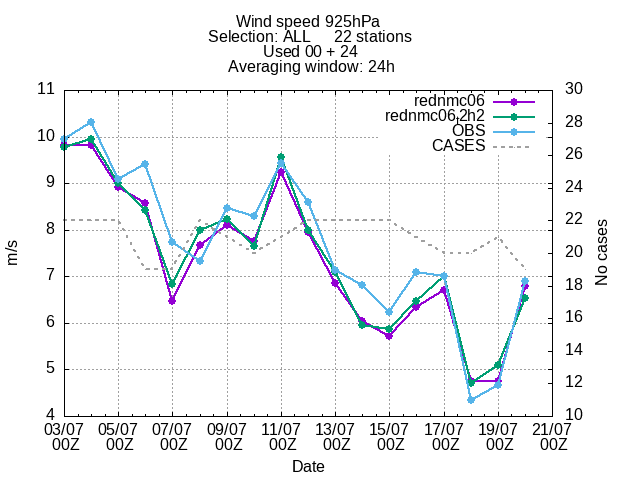 Wind speed 925hPa
Selection: ALL 22 stations
Used 00 + 24
Averaging window: 24h
rednmc06
rednmc06,2h2
OBS
CASES
11
10
9
8
7
6
5
4
m/s
30
28
26
24
22
20
18
16
14
12
10
No cases
03/07 05/07 07/07 09/07 11/07 13/07 15/07 17/07 19/07 21/07
00Z 00Z 00Z 00Z 00Z 00Z 00Z 00Z 00Z 00Z
Date